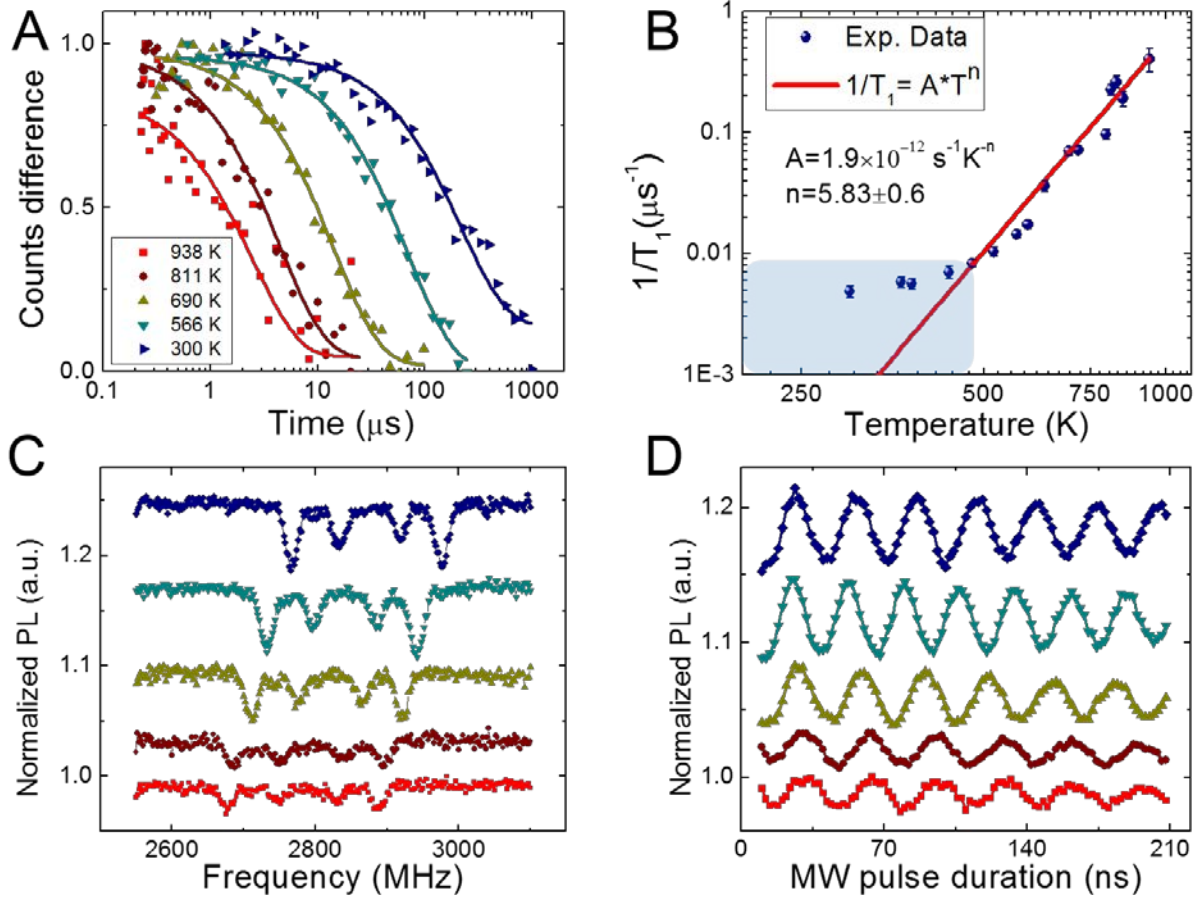 A
Counts difference
1.0
0.5
0.0
938 K
811 K
690 K
566 K
300 K
0.1 1 10 100 1000
Time (μs)
B
1/T₁(μs⁻¹)
1
0.1
0.01
1E-3
Exp. Data
1/T₁= A*Tⁿ
A=1.9×10⁻¹² s⁻¹K⁻ⁿ
n=5.83±0.6
250 500 750 1000
Temperature (K)
C
Normalized PL (a.u.)
1.2
1.1
1.0
2600 2800 3000
Frequency (MHz)
D
Normalized PL (a.u.)
1.2
1.1
1.0
0 70 140 210
MW pulse duration (ns)